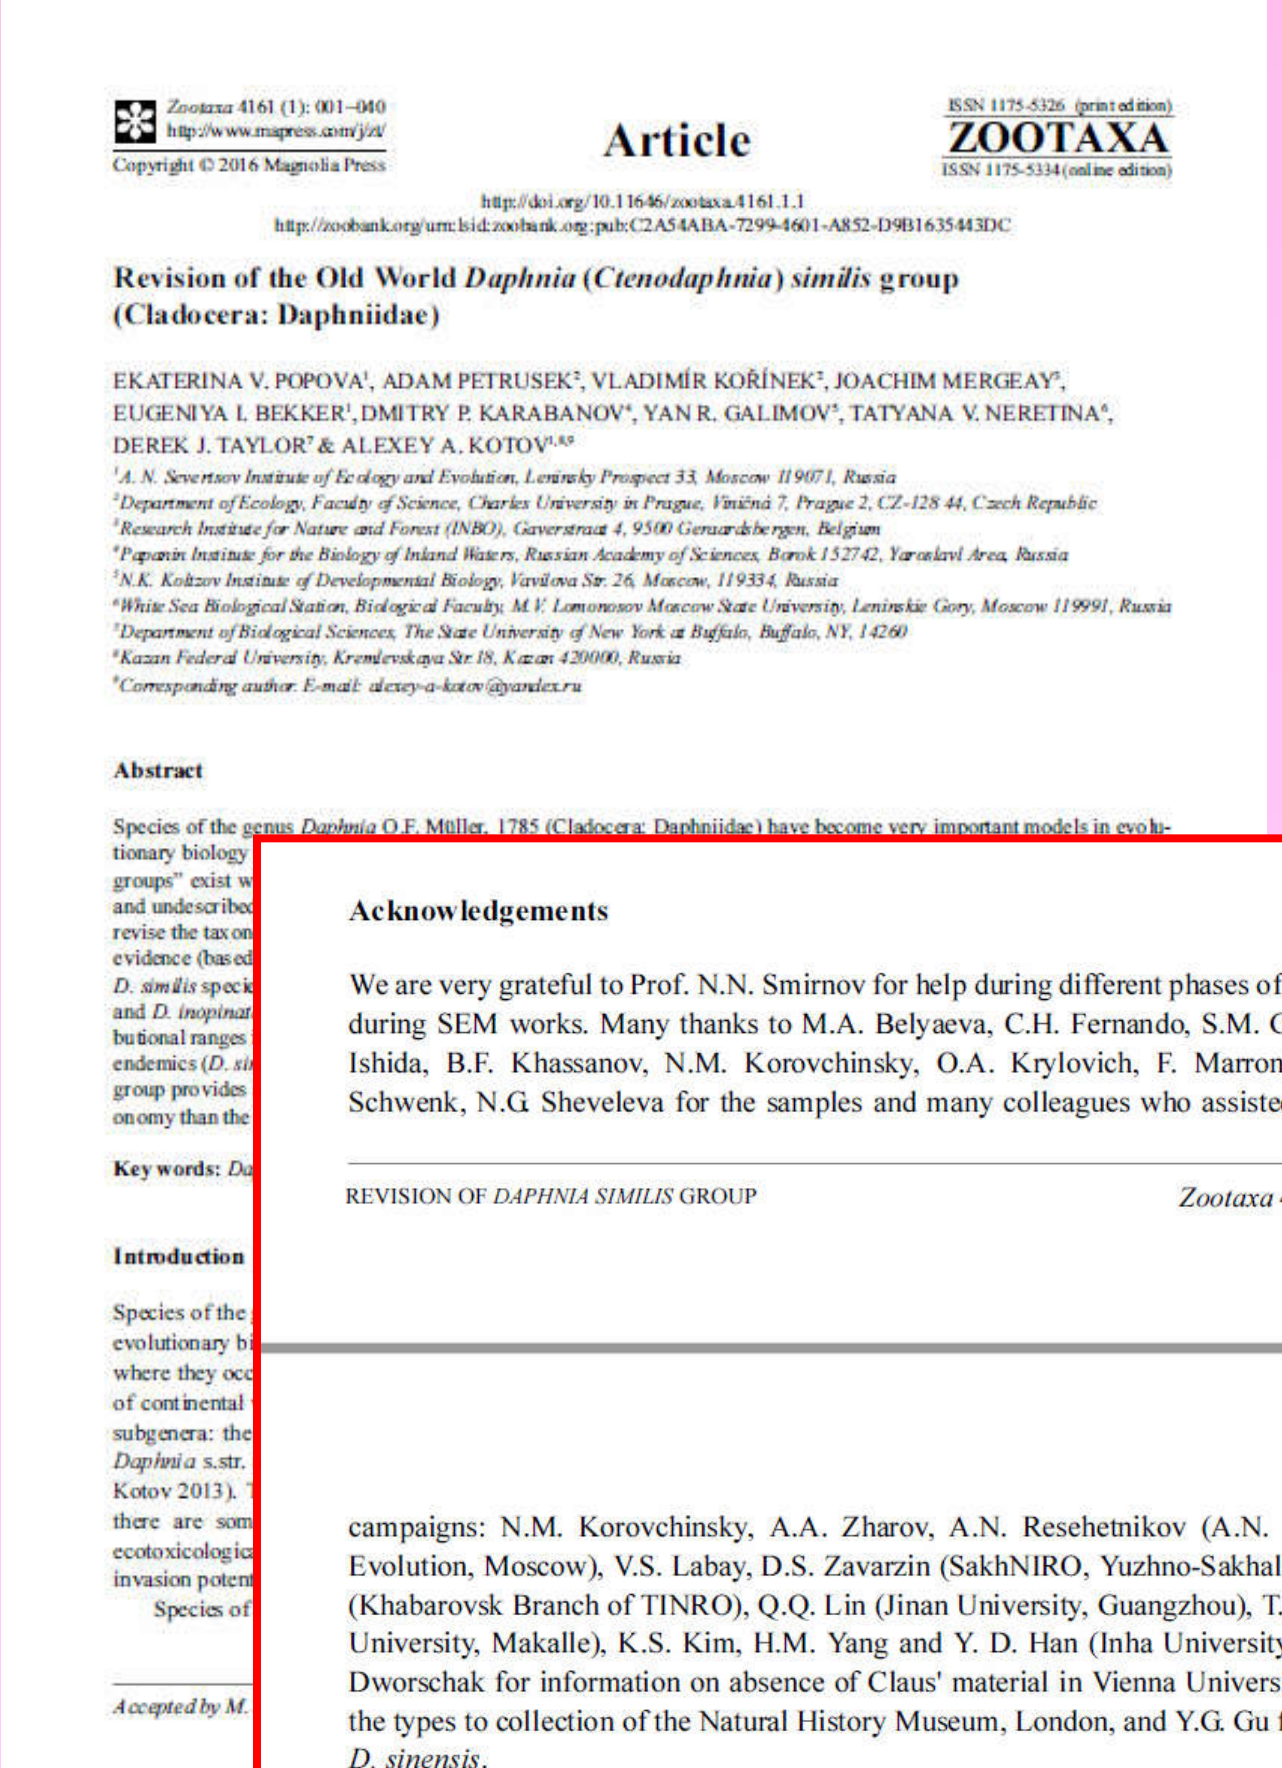 Zootaxa 4161 (1): 001–040
http://www.mapress.com/j/zt/
Copyright © 2016 Magnolia Press
Article
ISSN 1175-5326 (print edition)
ZOOTAXA
ISSN 1175-5334 (online edition)
http://doi.org/10.11646/zootaxa.4161.1.1
http://zoobank.org/urn:lsid:zoobank.org:pub:C2A54ABA-7299-4601-A852-D9B1635443DC
Revision of the Old World Daphnia (Ctenodaphnia) similis group
(Cladocera: Daphniidae)
EKATERINA V. POPOVA¹, ADAM PETRUSEK², VLADIMÍR KOŘÍNEK², JOACHIM MERGEAY³,
EUGENIYA I. BEKKER¹, DMITRY P. KARABANOV⁴, YAN R. GALIMOV⁵, TATYANA V. NERETINA⁶,
DEREK J. TAYLOR⁷ & ALEXEY A. KOTOV¹,⁸,⁹
¹A. N. Severtsov Institute of Ecology and Evolution, Leninsky Prospect 33, Moscow 119071, Russia
²Department of Ecology, Faculty of Science, Charles University in Prague, Viničná 7, Prague 2, CZ-128 44, Czech Republic
³Research Institute for Nature and Forest (INBO), Gaverstraat 4, 9500 Geraardsbergen, Belgium
⁴Papanin Institute for the Biology of Inland Waters, Russian Academy of Sciences, Borok 152742, Yaroslavl Area, Russia
⁵N.K. Koltzov Institute of Developmental Biology, Vavilova Str. 26, Moscow, 119334, Russia
⁶White Sea Biological Station, Biological Faculty, M.V. Lomonosov Moscow State University, Leninskie Gory, Moscow 119991, Russia
⁷Department of Biological Sciences, The State University of New York at Buffalo, Buffalo, NY, 14260
⁸Kazan Federal University, Kremlevskaya Str.18, Kazan 420000, Russia
⁹Corresponding author. E-mail: alexey-a-kotov@yandex.ru
Abstract
Species of the genus Daphnia O.F. Müller, 1785 (Cladocera: Daphniidae) have become very important models in evolu-
tionary biology
groups” exist w
and undescribed
revise the taxon
evidence (based
D. similis specie
and D. inopinat
butional ranges
endemics (D. sin
group provides
onomy than the
Key words: Da
Introduction
Species of the
evolutionary bi
where they occ
of continental
subgenera: the
Daphnia s.str.
Kotov 2013). T
there are som
ecotoxicologica
invasion potent
Species of
Accepted by M.
Acknowledgements
We are very grateful to Prof. N.N. Smirnov for help during different phases of
during SEM works. Many thanks to M.A. Belyaeva, C.H. Fernando, S.M. G
Ishida, B.F. Khassanov, N.M. Korovchinsky, O.A. Krylovich, F. Marron
Schwenk, N.G. Sheveleva for the samples and many colleagues who assiste
REVISION OF DAPHNIA SIMILIS GROUP
Zootaxa
campaigns: N.M. Korovchinsky, A.A. Zharov, A.N. Resehetnikov (A.N.
Evolution, Moscow), V.S. Labay, D.S. Zavarzin (SakhNIRO, Yuzhno-Sakhal
(Khabarovsk Branch of TINRO), Q.Q. Lin (Jinan University, Guangzhou), T.
University, Makalle), K.S. Kim, H.M. Yang and Y. D. Han (Inha University
Dworschak for information on absence of Claus' material in Vienna Univers
the types to collection of the Natural History Museum, London, and Y.G. Gu f
D. sinensis.